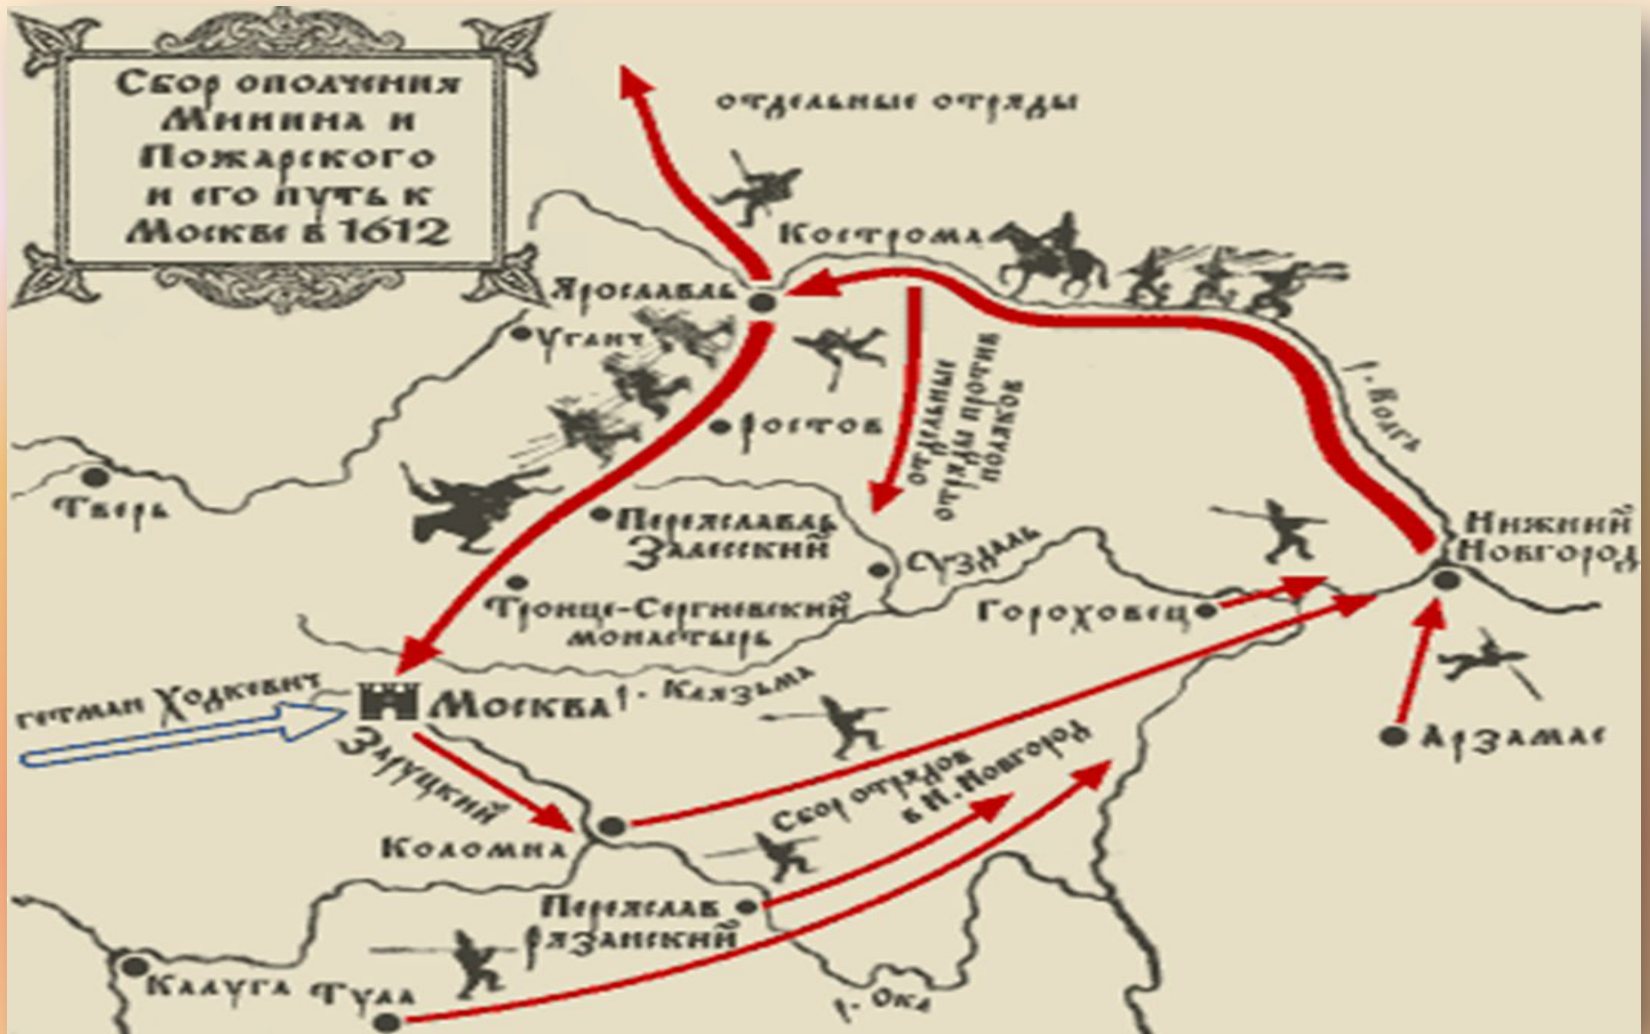 Сбор ополчения
Минина и
Пожарского
и его путь к
Москве в 1612
отдельные отряды
Кострома
Ярославль
Углич
Ростов
отдельные
отряды против
поляков
р. Волга
Тверь
Переяславль
Залесский
Суздаль
Нижний
Новгород
Троице-Сергиевский
монастырь
Гороховец
гетман Ходкевич
Москва
р. Клязьма
Заруцкий
Арзамас
Сбор отрядов
в Н. Новгород
Коломна
Переяслав
Рязанский
Калуга
Тула
р. Ока